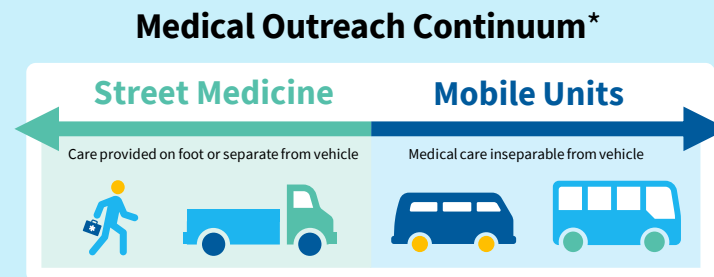 Medical Outreach Continuum*
Street Medicine
Mobile Units
Care provided on foot or separate from vehicle
Medical care inseparable from vehicle